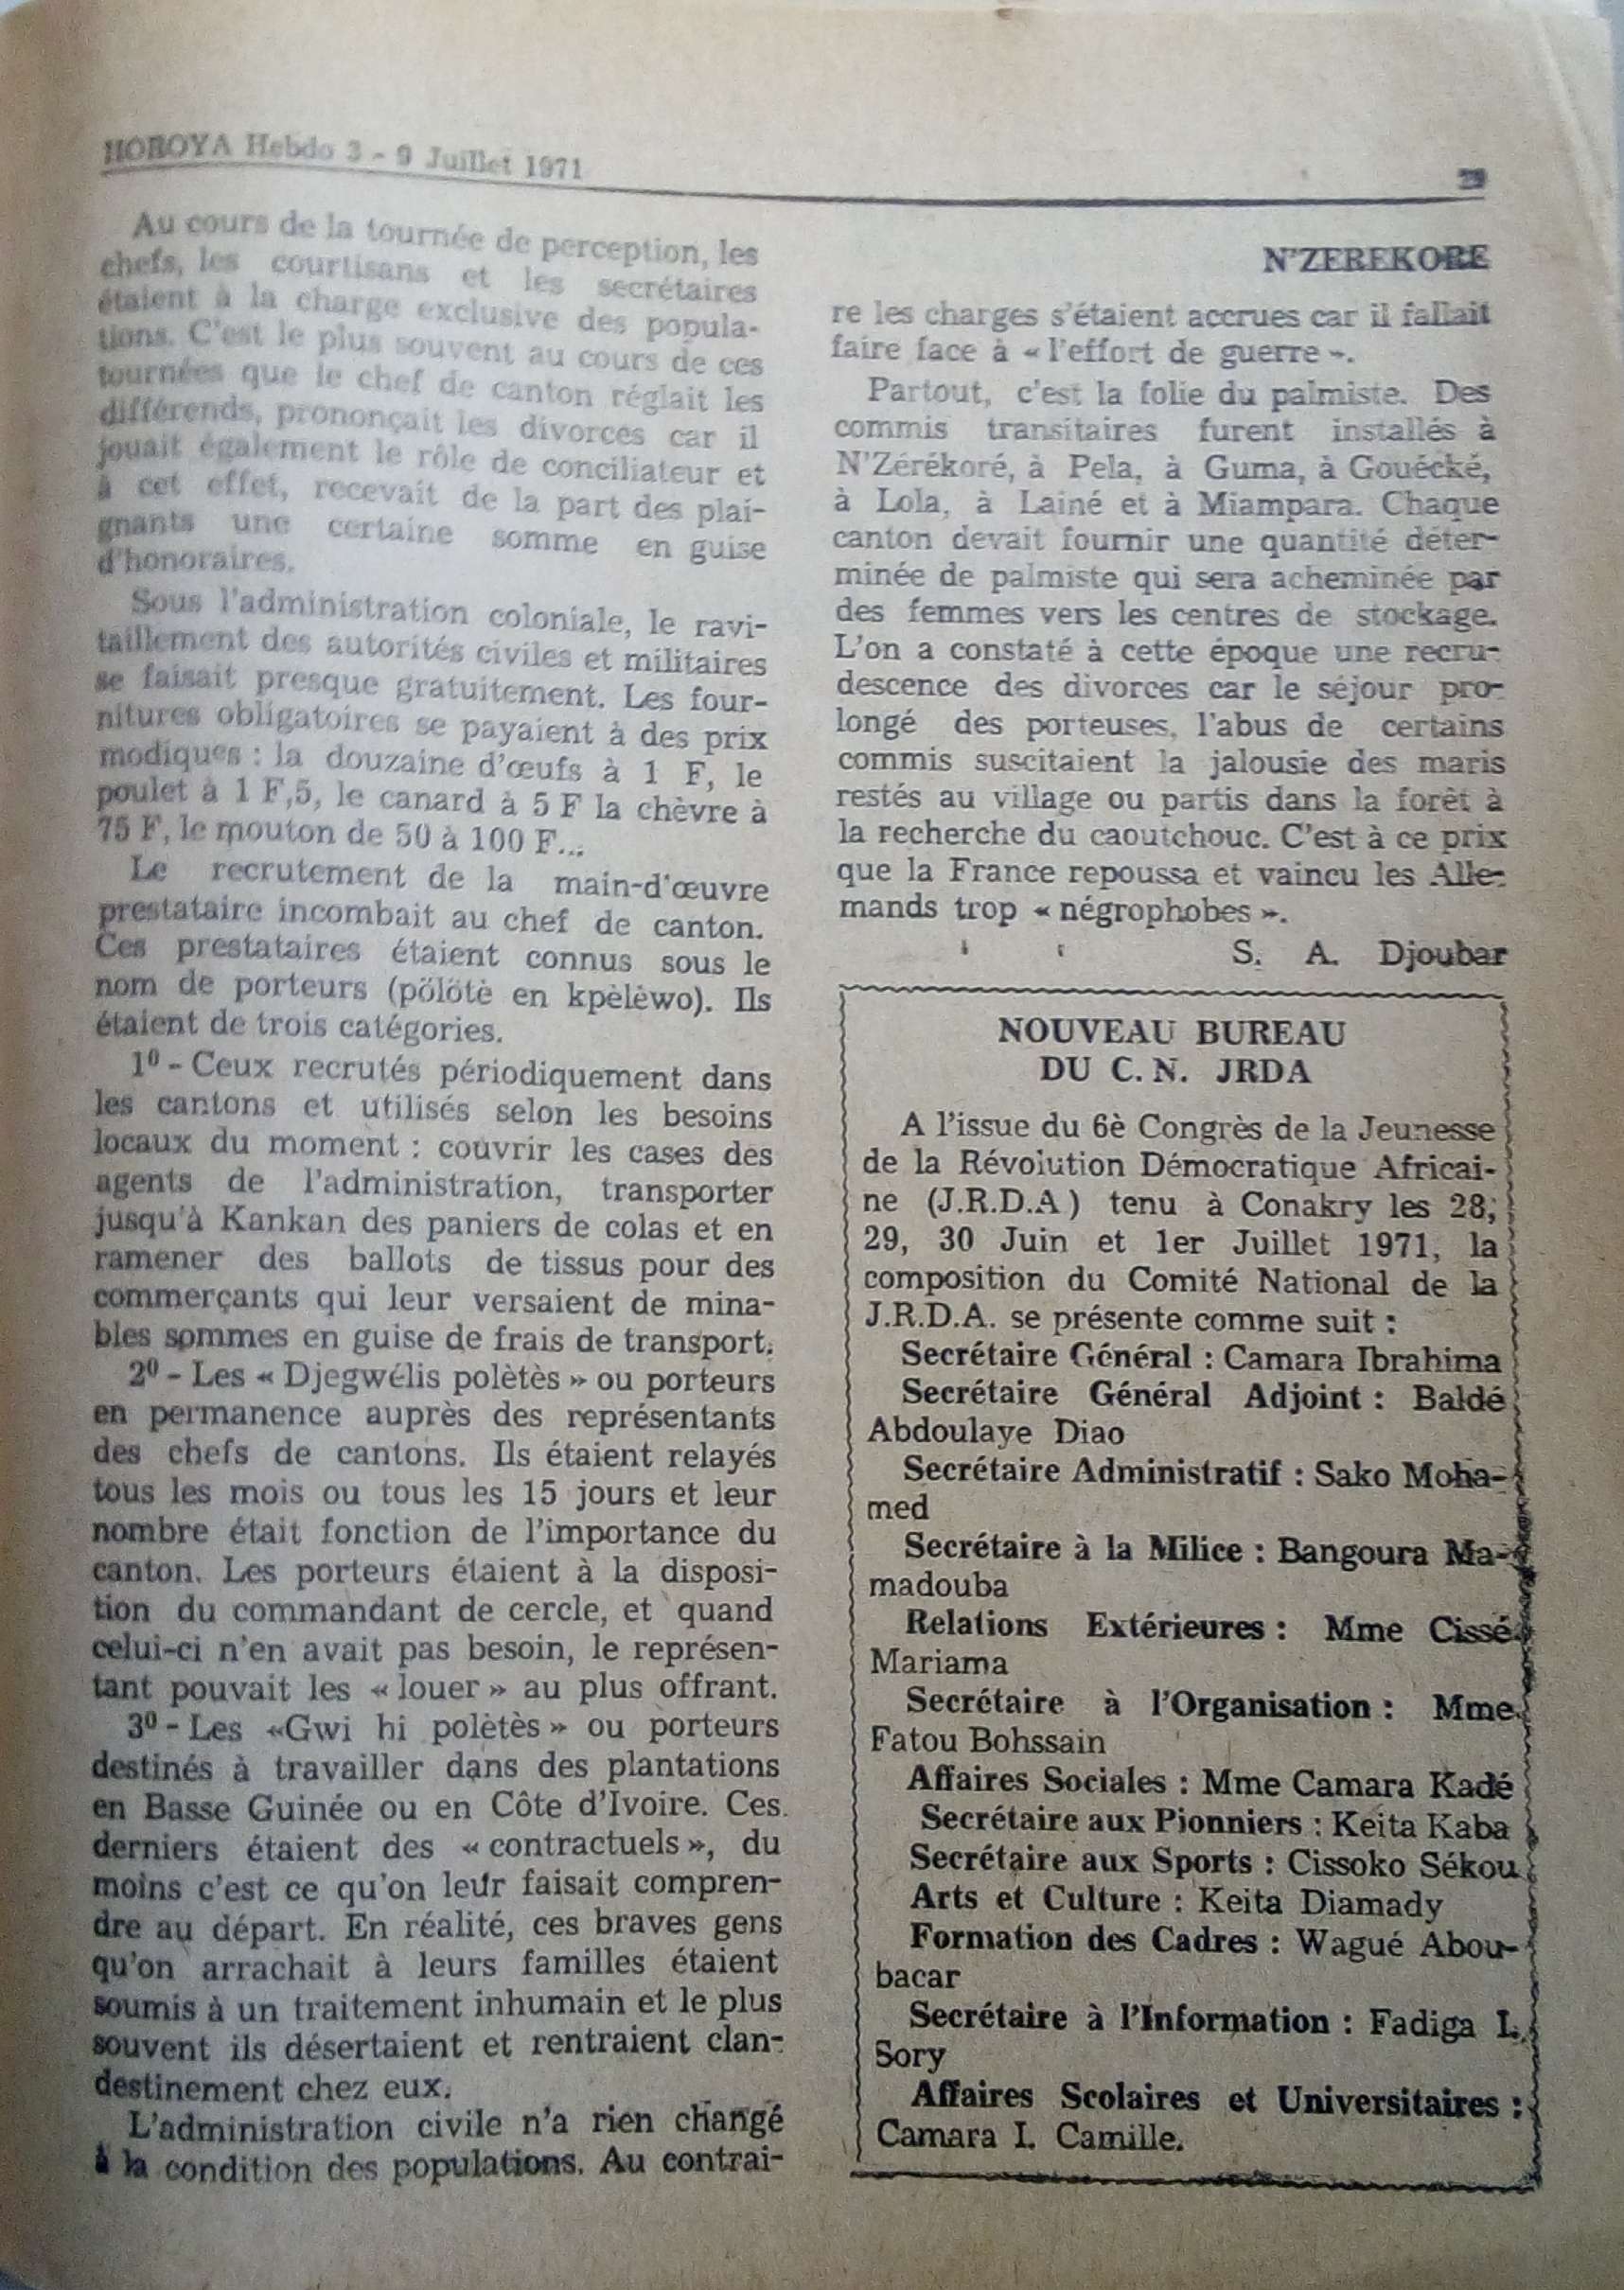 HOROYA Hebdo 3 - 9 Juillet 1971
29
Au cours de la tournée de perception, les
chefs, les courtisans et les secrétaires
étaient à la charge exclusive des popula-
tions. C'est le plus souvent au cours de ces
tournées que le chef de canton réglait les
différends, prononçait les divorces car il
jouait également le rôle de conciliateur et
à cet effet, recevait de la part des plai-
gnants une certaine somme en guise
d'honoraires.
Sous l'administration coloniale, le ravi-
taillement des autorités civiles et militaires
se faisait presque gratuitement. Les four-
nitures obligatoires se payaient à des prix
modiques : la douzaine d'œufs à 1 F, le
poulet à 1 F,5, le canard à 5 F la chèvre à
75 F, le mouton de 50 à 100 F...
Le recrutement de la main-d'œuvre
prestataire incombait au chef de canton.
Ces prestataires étaient connus sous le
nom de porteurs (pölötè en kpèlèwo). Ils
étaient de trois catégories.
1º - Ceux recrutés périodiquement dans
les cantons et utilisés selon les besoins
locaux du moment : couvrir les cases des
agents de l'administration, transporter
jusqu'à Kankan des paniers de colas et en
ramener des ballots de tissus pour des
commerçants qui leur versaient de mina-
bles sommes en guise de frais de transport.
2º - Les « Djegwélis polètès » ou porteurs
en permanence auprès des représentants
des chefs de cantons. Ils étaient relayés
tous les mois ou tous les 15 jours et leur
nombre était fonction de l'importance du
canton. Les porteurs étaient à la disposi-
tion du commandant de cercle, et quand
celui-ci n'en avait pas besoin, le représen-
tant pouvait les « louer » au plus offrant.
3º - Les «Gwi hi polètès » ou porteurs
destinés à travailler dans des plantations
en Basse Guinée ou en Côte d'Ivoire. Ces
derniers étaient des « contractuels », du
moins c'est ce qu'on leur faisait compren-
dre au départ. En réalité, ces braves gens
qu'on arrachait à leurs familles étaient
soumis à un traitement inhumain et le plus
souvent ils désertaient et rentraient clan-
destinement chez eux.
L'administration civile n'a rien changé
à la condition des populations. Au contrai-
N'ZEREKORE
re les charges s'étaient accrues car il fallait
faire face à « l'effort de guerre ».
Partout, c'est la folie du palmiste. Des
commis transitaires furent installés à
N'Zérékoré, à Pela, à Guma, à Gouécké,
à Lola, à Lainé et à Miampara. Chaque
canton devait fournir une quantité déter-
minée de palmiste qui sera acheminée par
des femmes vers les centres de stockage.
L'on a constaté à cette époque une recru-
descence des divorces car le séjour pro-
longé des porteuses, l'abus de certains
commis suscitaient la jalousie des maris
restés au village ou partis dans la forêt à
la recherche du caoutchouc. C'est à ce prix
que la France repoussa et vaincu les Alle-
mands trop « négrophobes ».
S. A. Djoubar
NOUVEAU BUREAU
DU C. N. JRDA
A l'issue du 6è Congrès de la Jeunesse
de la Révolution Démocratique Africai-
ne (J.R.D.A) tenu à Conakry les 28,
29, 30 Juin et 1er Juillet 1971, la
composition du Comité National de la
J.R.D.A. se présente comme suit :
Secrétaire Général : Camara Ibrahima
Secrétaire Général Adjoint : Baldé
Abdoulaye Diao
Secrétaire Administratif : Sako Moha-
med
Secrétaire à la Milice : Bangoura Ma-
madouba
Relations Extérieures : Mme Cissé
Mariama
Secrétaire à l'Organisation : Mme
Fatou Bohssain
Affaires Sociales : Mme Camara Kadé
Secrétaire aux Pionniers : Keita Kaba
Secrétaire aux Sports : Cissoko Sékou
Arts et Culture : Keita Diamady
Formation des Cadres : Wagué Abou-
bacar
Secrétaire à l'Information : Fadiga I.
Sory
Affaires Scolaires et Universitaires :
Camara I. Camille.